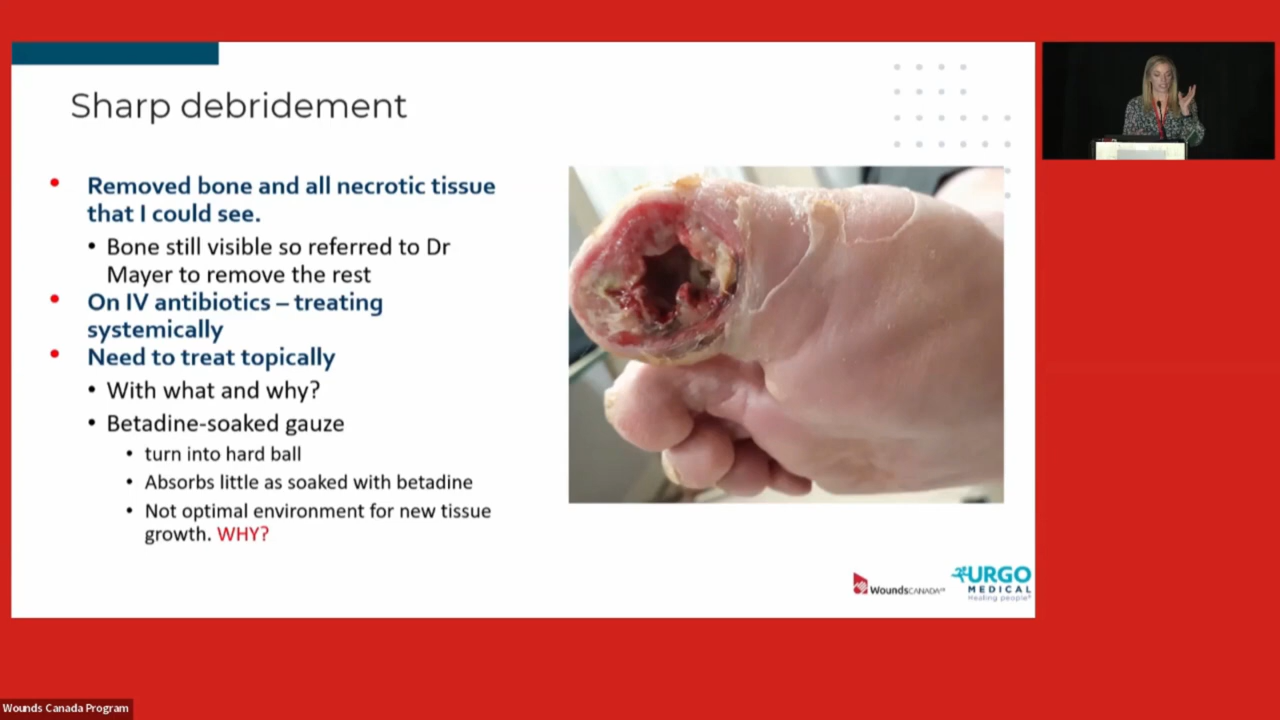 Sharp debridement
• Removed bone and all necrotic tissue
that I could see.
• Bone still visible so referred to Dr
Mayer to remove the rest
• On IV antibiotics – treating
systemically
• Need to treat topically
• With what and why?
• Betadine-soaked gauze
• turn into hard ball
• Absorbs little as soaked with betadine
• Not optimal environment for new tissue
growth. WHY?
WoundsCANADA
URGO
MEDICAL
Healing people®
Wounds Canada Program